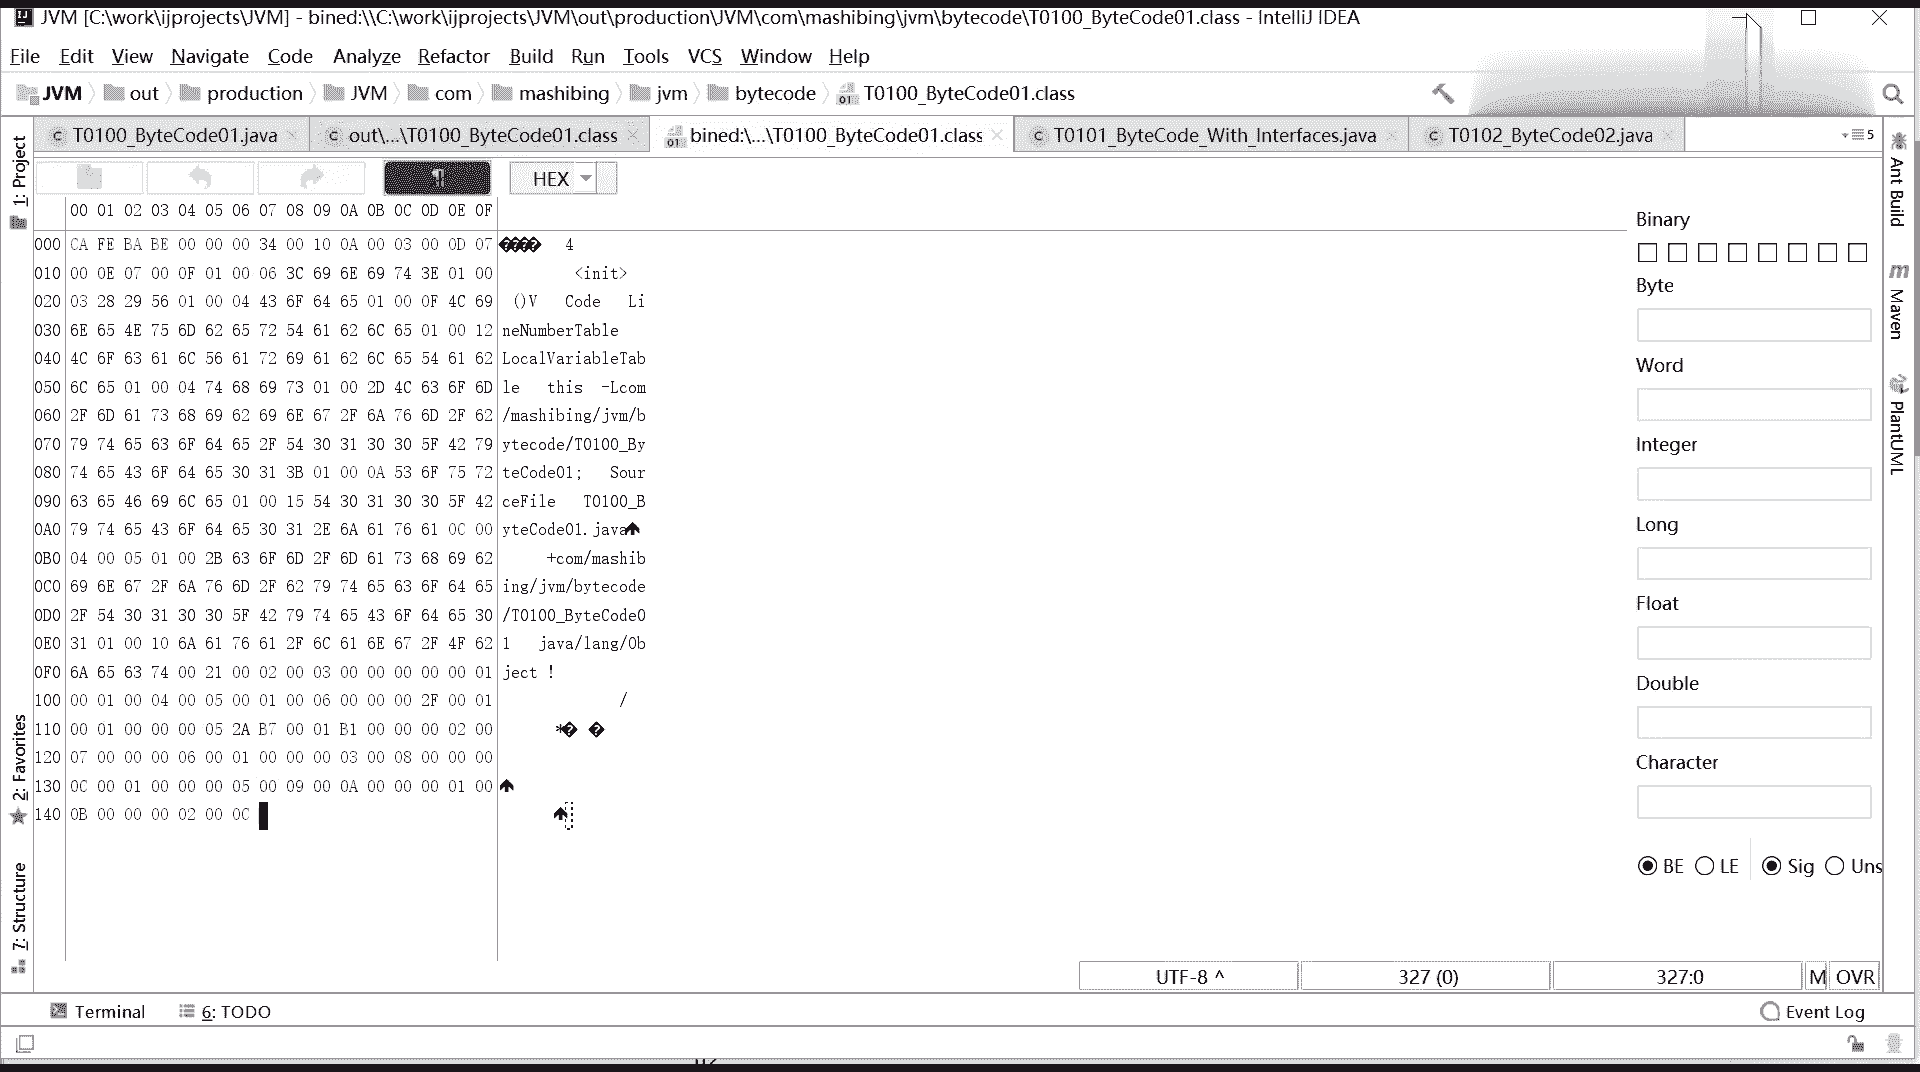 JVM [C:\work\ijprojects\JVM] - bined:\\C:\work\ijprojects\JVM\out\production\JVM\com\mashibing\jvm\bytecode\T0100_ByteCode01.class - IntelliJ IDEA
File Edit View Navigate Code Analyze Refactor Build Run Tools VCS Window Help
JVM out production JVM com mashibing jvm bytecode T0100_ByteCode01.class
T0100_ByteCode01.java out\...\T0100_ByteCode01.class bined:\...\T0100_ByteCode01.class T0101_ByteCode_With_Interfaces.java T0102_ByteCode02.java 5
1: Project
2: Favorites
7: Structure
HEX
00 01 02 03 04 05 06 07 08 09 0A 0B 0C 0D 0E 0F
000 CA FE BA BE 00 00 00 34 00 10 0A 00 03 00 0D 07 ���� 4
010 00 0E 07 00 0F 01 00 06 3C 69 6E 69 74 3E 01 00 <init>
020 03 28 29 56 01 00 04 43 6F 64 65 01 00 0F 4C 69 ()V Code Li
030 6E 65 4E 75 6D 62 65 72 54 61 62 6C 65 01 00 12 neNumberTable
040 4C 6F 63 61 6C 56 61 72 69 61 62 6C 65 54 61 62 LocalVariableTab
050 6C 65 01 00 04 74 68 69 73 01 00 2D 4C 63 6F 6D le this -Lcom
060 2F 6D 61 73 68 69 62 69 6E 67 2F 6A 76 6D 2F 62 /mashibing/jvm/b
070 79 74 65 63 6F 64 65 2F 54 30 31 30 30 5F 42 79 ytecode/T0100_By
080 74 65 43 6F 64 65 30 31 3B 01 00 0A 53 6F 75 72 teCode01; Sour
090 63 65 46 69 6C 65 01 00 15 54 30 31 30 30 5F 42 ceFile T0100_B
0A0 79 74 65 43 6F 64 65 30 31 2E 6A 61 76 61 0C 00 yteCode01.java
0B0 04 00 05 01 00 2B 63 6F 6D 2F 6D 61 73 68 69 62 +com/mashib
0C0 69 6E 67 2F 6A 76 6D 2F 62 79 74 65 63 6F 64 65 ing/jvm/bytecode
0D0 2F 54 30 31 30 30 5F 42 79 74 65 43 6F 64 65 30 /T0100_ByteCode0
0E0 31 01 00 10 6A 61 76 61 2F 6C 61 6E 67 2F 4F 62 1 java/lang/Ob
0F0 6A 65 63 74 00 21 00 02 00 03 00 00 00 00 00 01 ject !
100 00 01 00 04 00 05 00 01 00 06 00 00 00 2F 00 01 /
110 00 01 00 00 00 05 2A B7 00 01 B1 00 00 00 02 00 *� �
120 07 00 00 00 06 00 01 00 00 00 03 00 08 00 00 00
130 0C 00 01 00 00 00 05 00 09 00 0A 00 00 00 01 00
140 0B 00 00 00 02 00 0C
Binary
Byte
Word
Integer
Long
Float
Double
Character
BE LE Sig Uns
Ant Build
m Maven
PlantUML
UTF-8 ^ 327 (0) 327:0 M OVR
Terminal 6: TODO Event Log